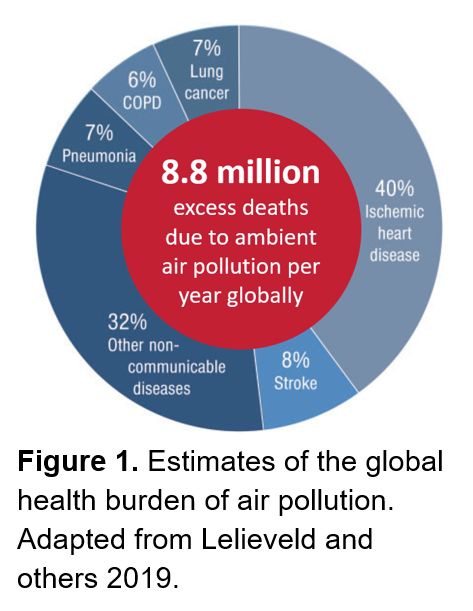 7%
Lung
cancer
6%
COPD
7%
Pneumonia
8.8 million
excess deaths
due to ambient
air pollution per
year globally
40%
Ischemic
heart
disease
32%
Other non-
communicable
diseases
8%
Stroke
Figure 1. Estimates of the global
health burden of air pollution.
Adapted from Lelieveld and
others 2019.